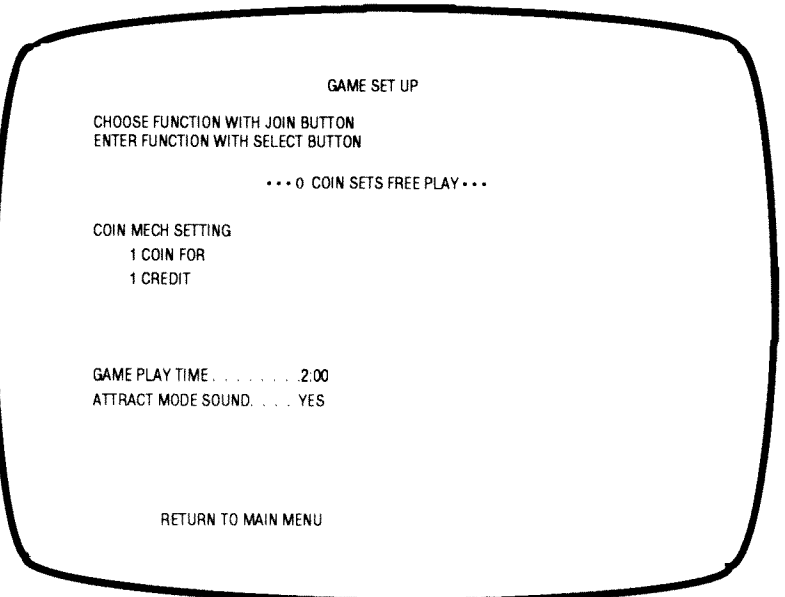 GAME SET UP
CHOOSE FUNCTION WITH JOIN BUTTON
ENTER FUNCTION WITH SELECT BUTTON
•••0 COIN SETS FREE PLAY•••
COIN MECH SETTING
1 COIN FOR
1 CREDIT
GAME PLAY TIME . . . . . . . .2:00
ATTRACT MODE SOUND. . . . YES
RETURN TO MAIN MENU